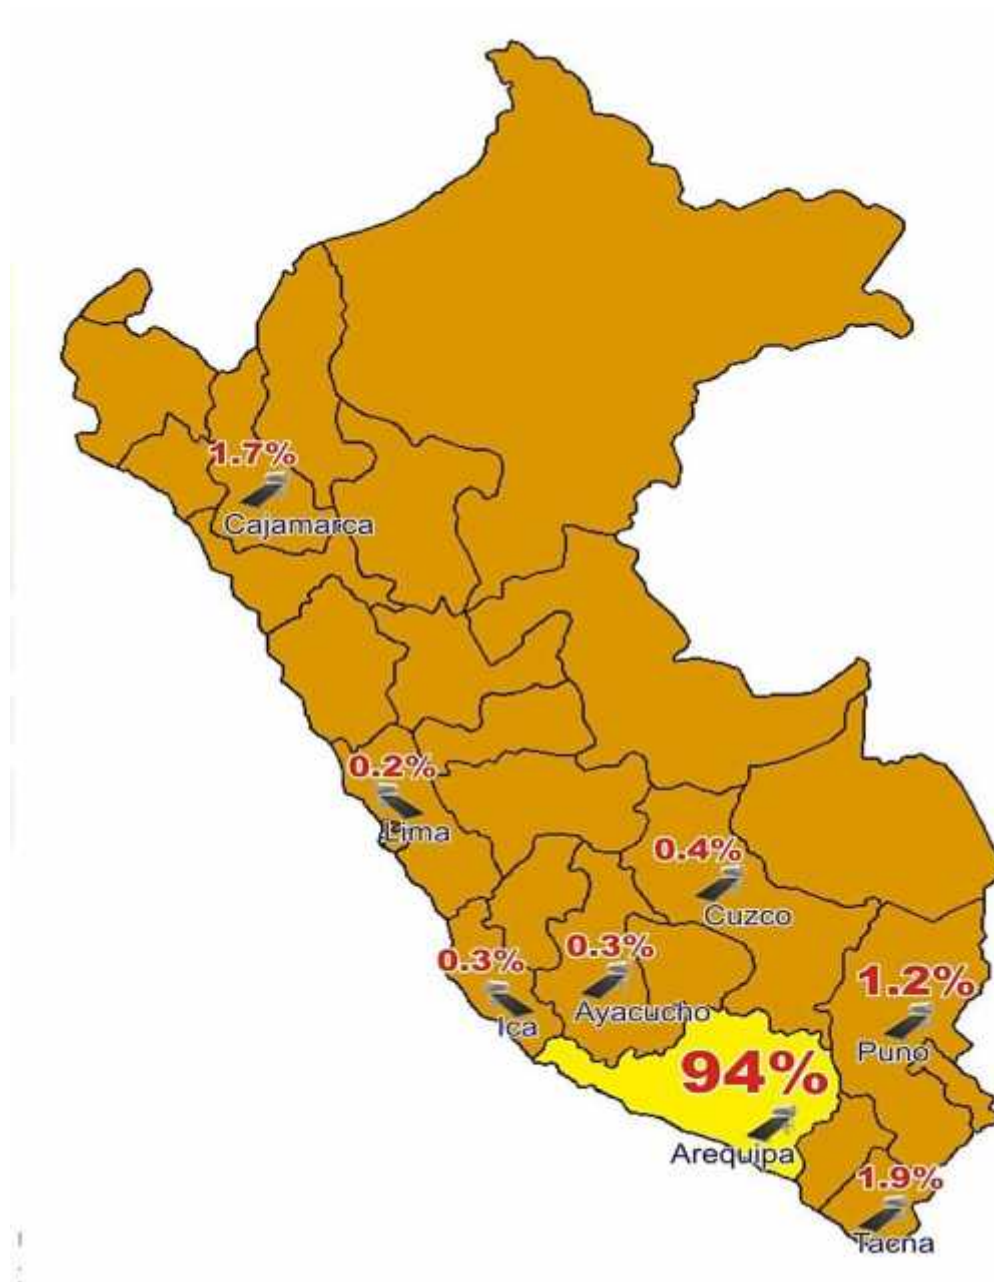 1.7%
Cajamarca
0.2%
Lima
0.4%
Cuzco
0.3%
Ica
0.3%
Ayacucho
1.2%
Puno
94%
Arequipa
1.9%
Tacna